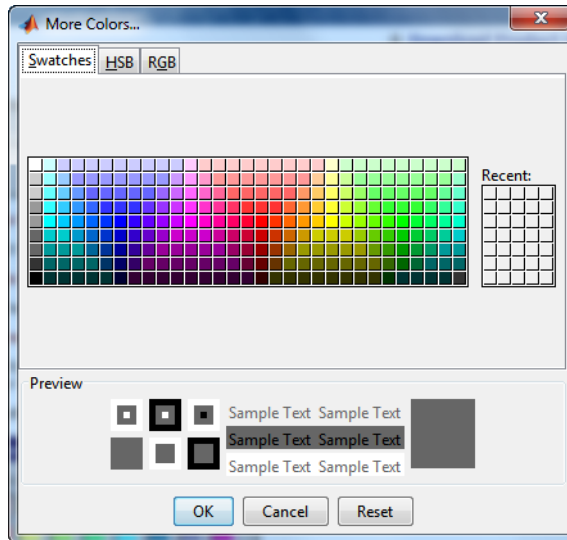 More Colors...
Swatches HSB RGB
Recent:
Preview
Sample Text Sample Text
Sample Text Sample Text
Sample Text Sample Text
OK Cancel Reset